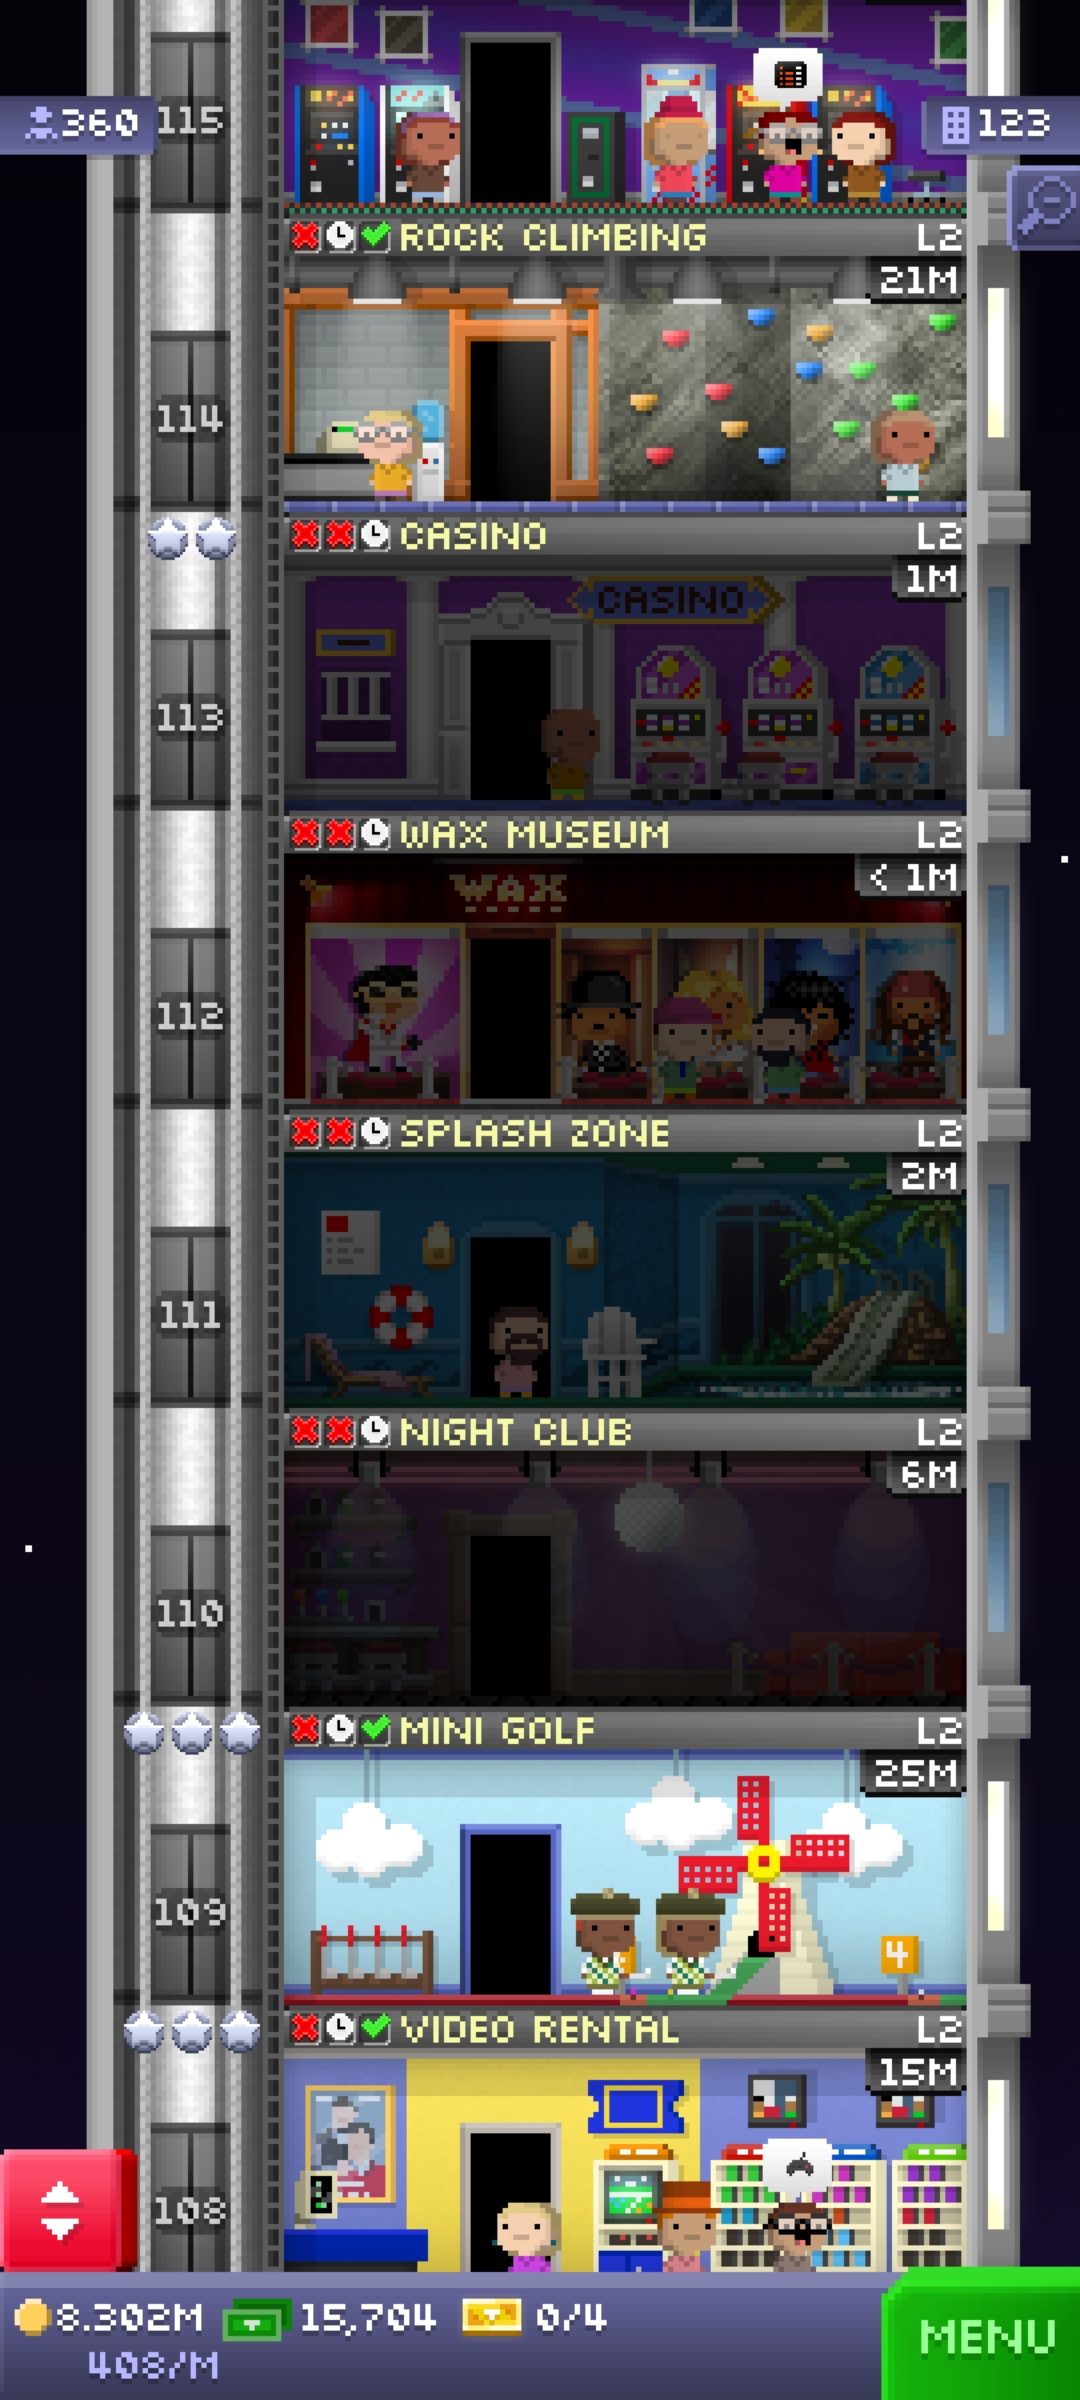 360
115
123
ROCK CLIMBING L2
21M
114
CASINO L2
1M
CASINO
113
WAX MUSEUM L2
< 1M
WAX
112
SPLASH ZONE L2
2M
111
NIGHT CLUB L2
6M
110
MINI GOLF L2
25M
109
4
VIDEO RENTAL L2
15M
108
8.302M 15,704 0/4
408/M
MENU